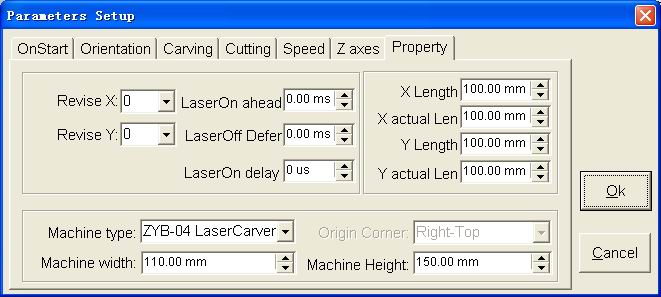 Parameters Setup
OnStart Orientation Carving Cutting Speed Z axes Property
Revise X: 0 LaserOn ahead 0.00 ms
Revise Y: 0 LaserOff Defer 0.00 ms
LaserOn delay 0 us
X Length 100.00 mm
X actual Len 100.00 mm
Y Length 100.00 mm
Y actual Len 100.00 mm
Ok
Machine type: ZYB-04 LaserCarver Origin Corner: Right-Top
Machine width: 110.00 mm Machine Height: 150.00 mm
Cancel